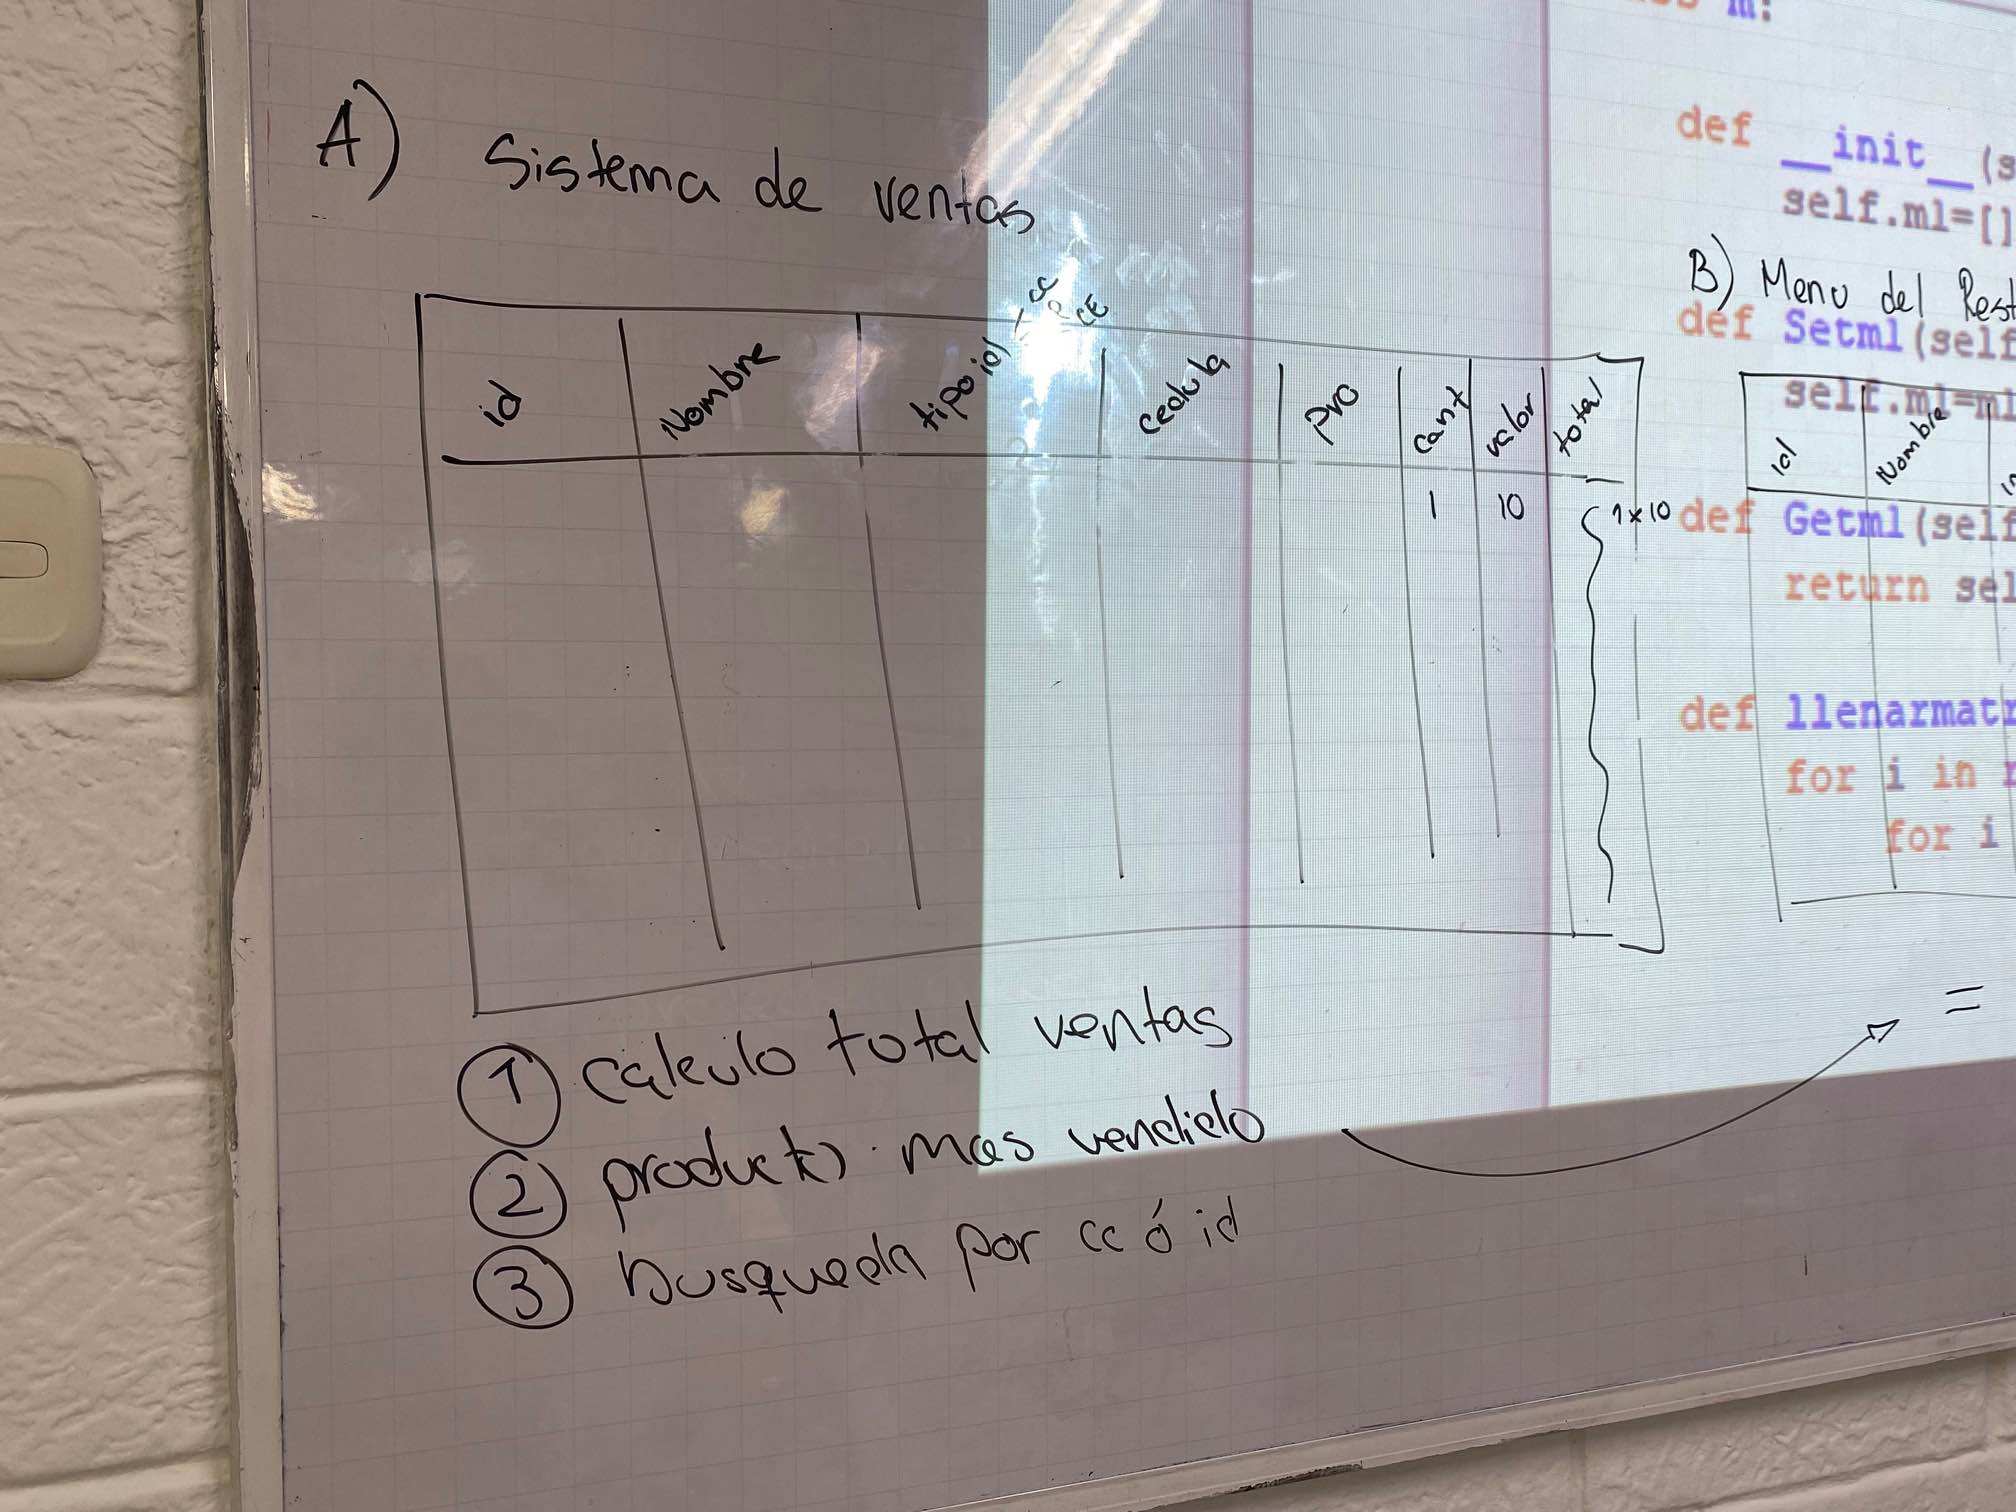 A) Sistema de ventas
id Nombre tipo id cedula pro cant valor total
CC
CE
1 10 1x10
① calculo total ventas
② producto mas vendido
③ busqueda por cc ó id
m:
def __init__(s
self.ml=[]
B) Menu del Rest
def Setml(self
self.ml=ml
id Nombre
def Getml(self
return sel
def llenarmatr
for i in
for i
=